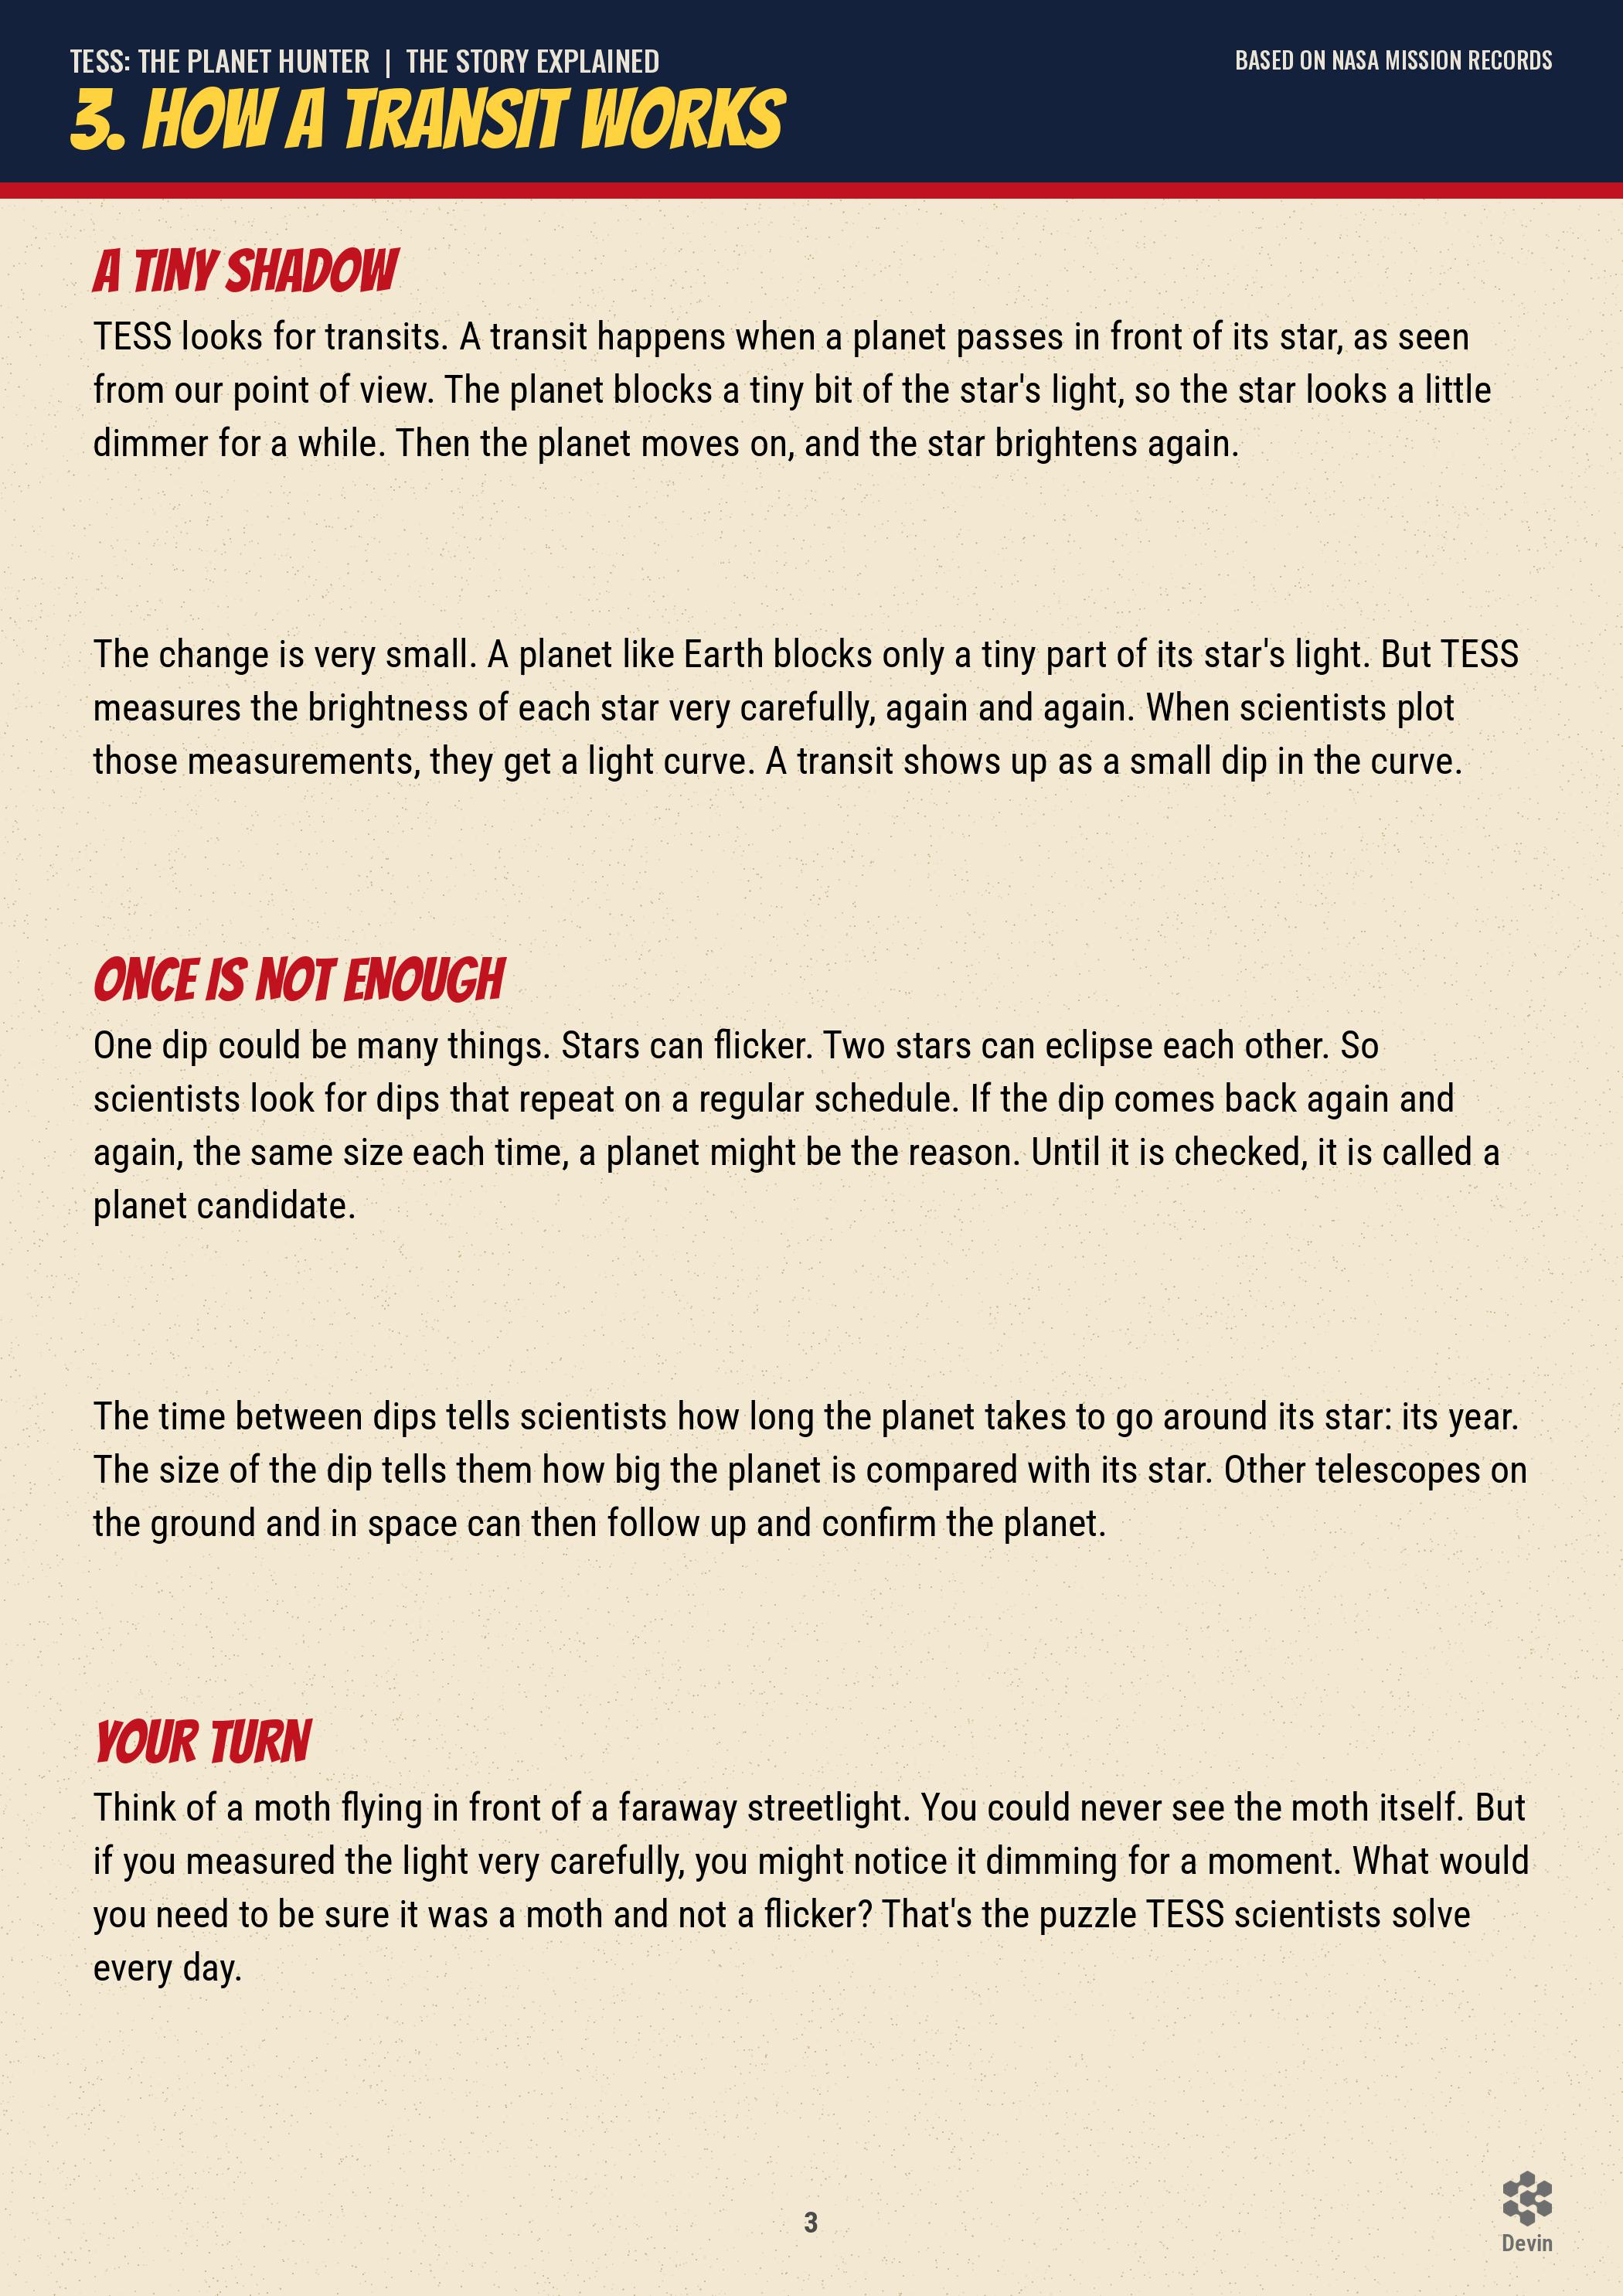 TESS: THE PLANET HUNTER | THE STORY EXPLAINED
BASED ON NASA MISSION RECORDS
3. HOW A TRANSIT WORKS
A TINY SHADOW
TESS looks for transits. A transit happens when a planet passes in front of its star, as seen
from our point of view. The planet blocks a tiny bit of the star's light, so the star looks a little
dimmer for a while. Then the planet moves on, and the star brightens again.
The change is very small. A planet like Earth blocks only a tiny part of its star's light. But TESS
measures the brightness of each star very carefully, again and again. When scientists plot
those measurements, they get a light curve. A transit shows up as a small dip in the curve.
ONCE IS NOT ENOUGH
One dip could be many things. Stars can flicker. Two stars can eclipse each other. So
scientists look for dips that repeat on a regular schedule. If the dip comes back again and
again, the same size each time, a planet might be the reason. Until it is checked, it is called a
planet candidate.
The time between dips tells scientists how long the planet takes to go around its star: its year.
The size of the dip tells them how big the planet is compared with its star. Other telescopes on
the ground and in space can then follow up and confirm the planet.
YOUR TURN
Think of a moth flying in front of a faraway streetlight. You could never see the moth itself. But
if you measured the light very carefully, you might notice it dimming for a moment. What would
you need to be sure it was a moth and not a flicker? That's the puzzle TESS scientists solve
every day.
3
Devin